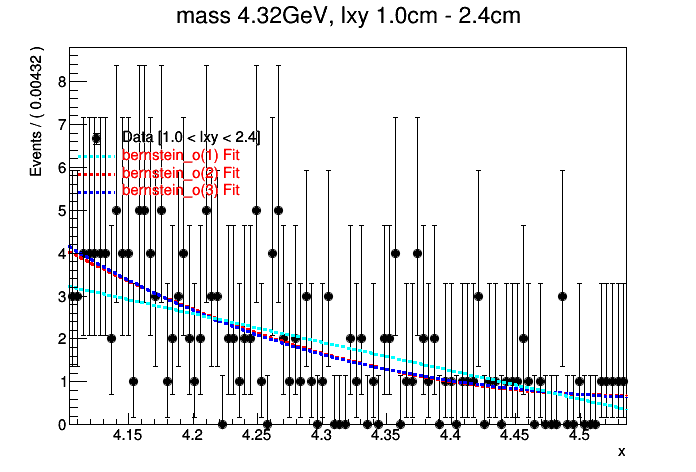 mass 4.32GeV, lxy 1.0cm - 2.4cm
Events / ( 0.00432 )
8
7
6
5
4
3
2
1
0
Data [1.0 < lxy < 2.4]
bernstein_o(1) Fit
bernstein_o(2) Fit
bernstein_o(3) Fit
4.15 4.2 4.25 4.3 4.35 4.4 4.45 4.5
x